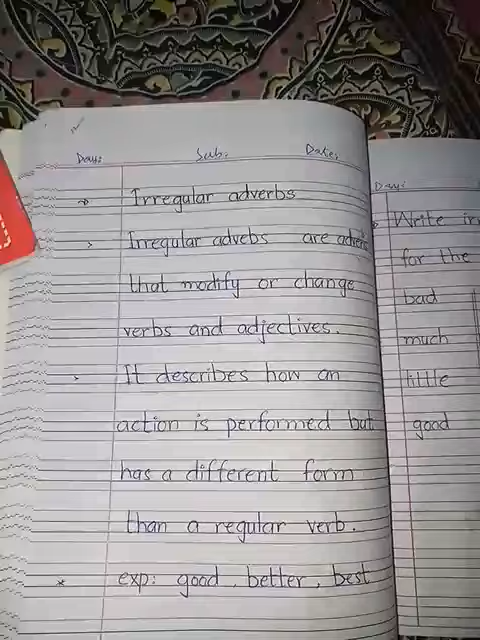 Day: Sub: Date:
→ Irregular adverbs
> Irregular advebs are adverb
that modify or change
verbs and adjectives.
> It describes how an
action is performed but
has a different form
than a regular verb.
* exp: good, better, best
Day:
Write
for the
bad
much
little
good